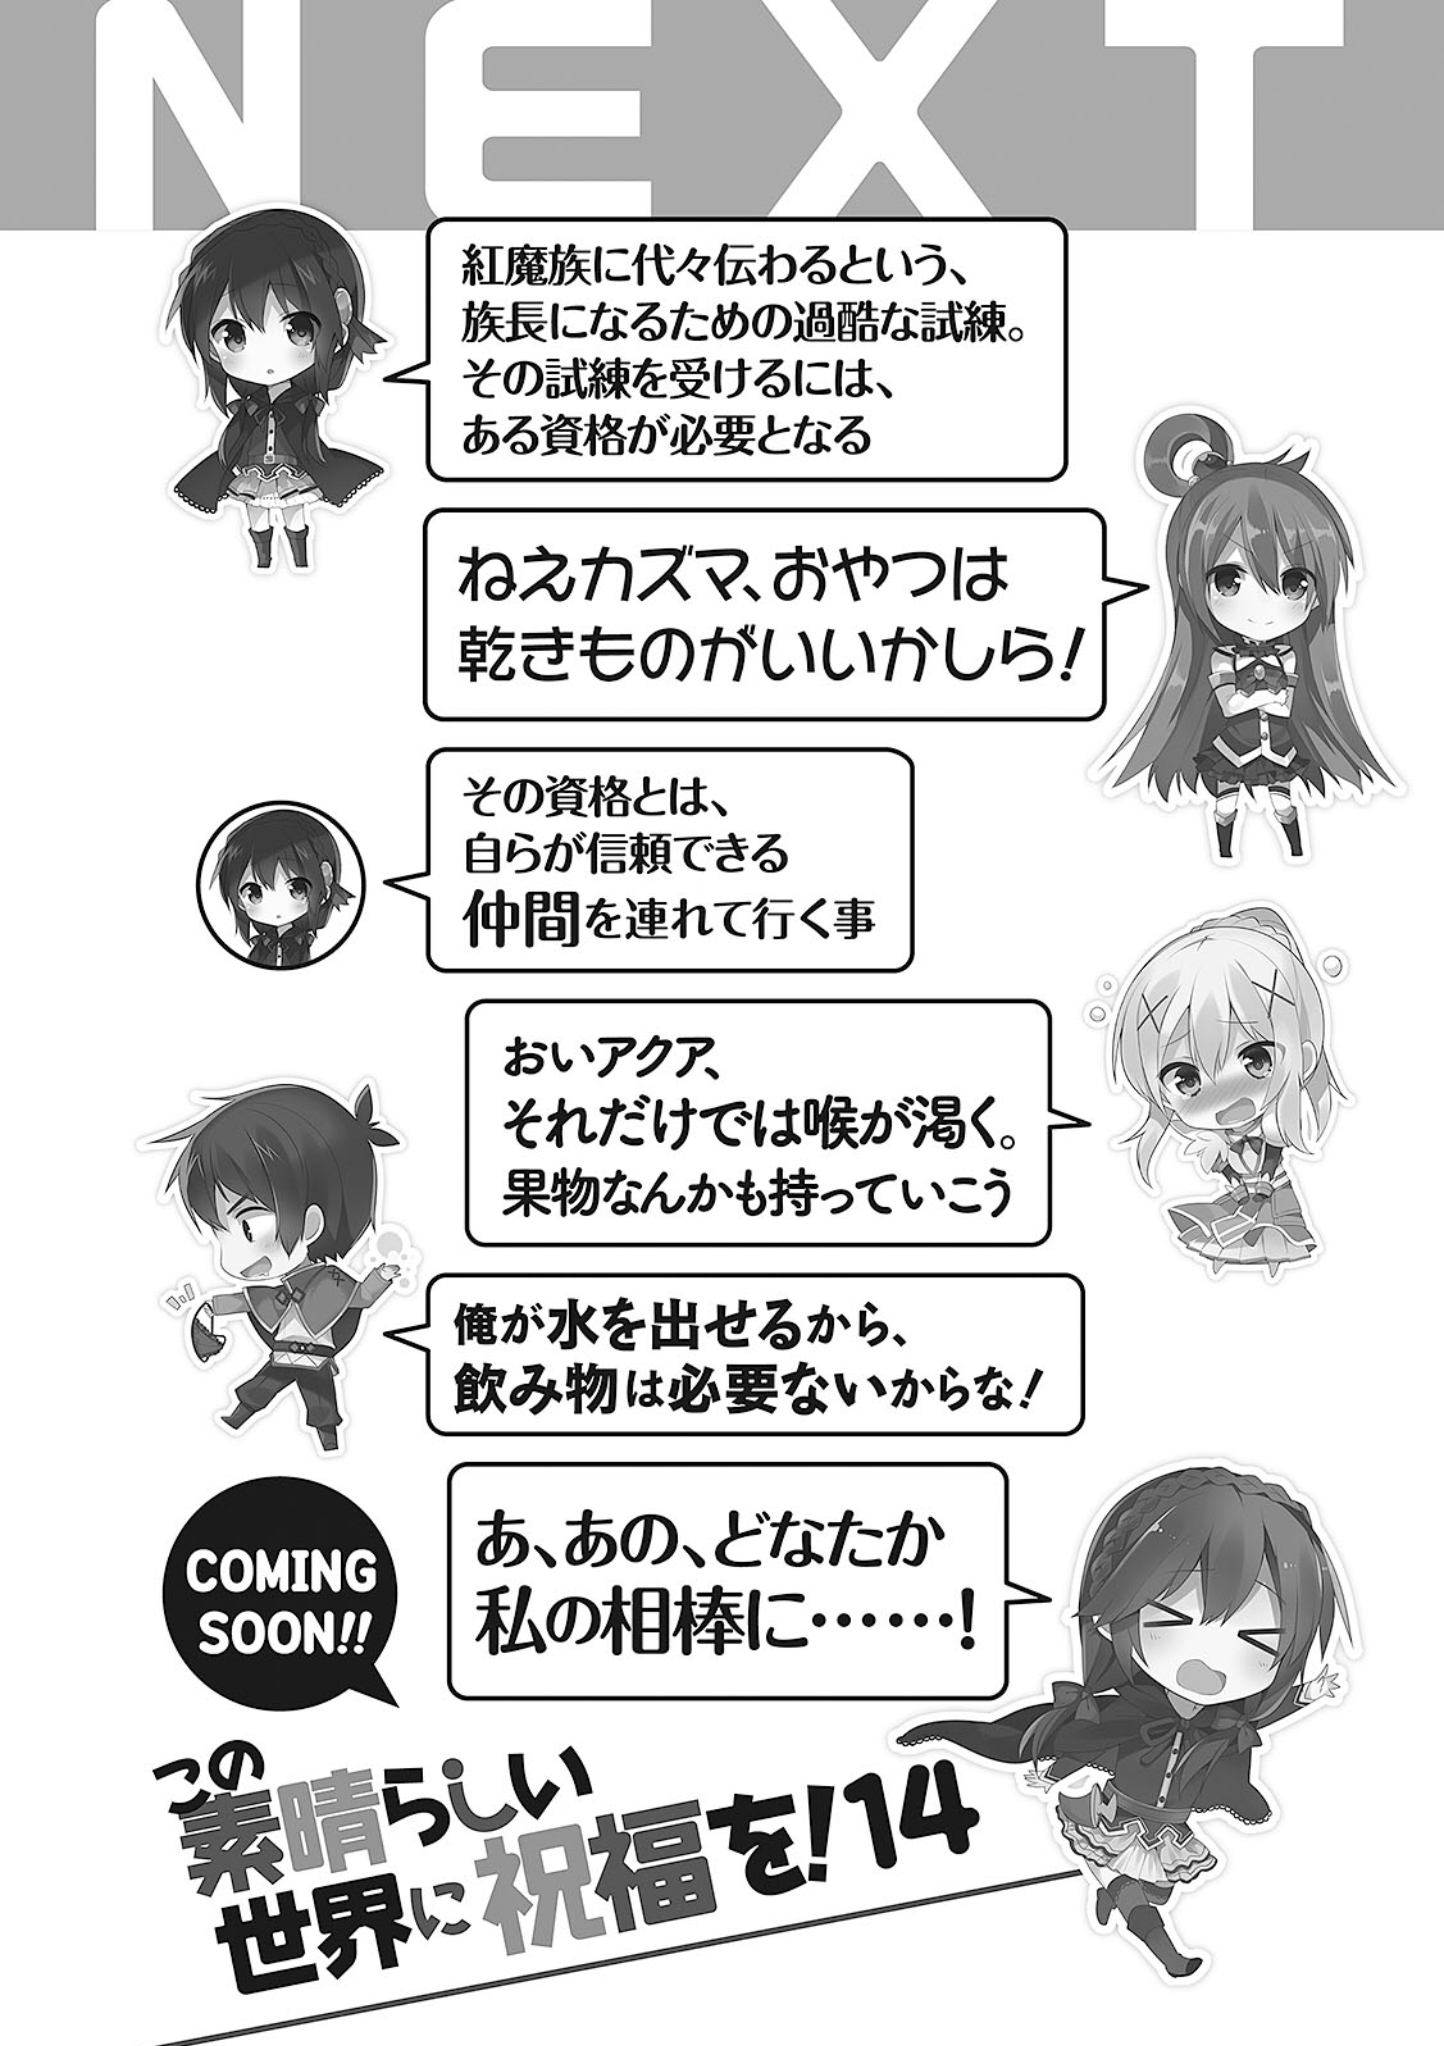 NEXT
紅魔族に代々伝わるという、
族長になるための過酷な試練。
その試練を受けるには、
ある資格が必要となる
ねえカズマ、おやつは
乾きものがいいかしら!
その資格とは、
自らが信頼できる
仲間を連れて行く事
おいアクア、
それだけでは喉が渇く。
果物なんかも持っていこう
俺が水を出せるから、
飲み物は必要ないからな!
あ、あの、どなたか
私の相棒に……!
COMING
SOON!!
この
素晴らしい
世界に祝福を!14